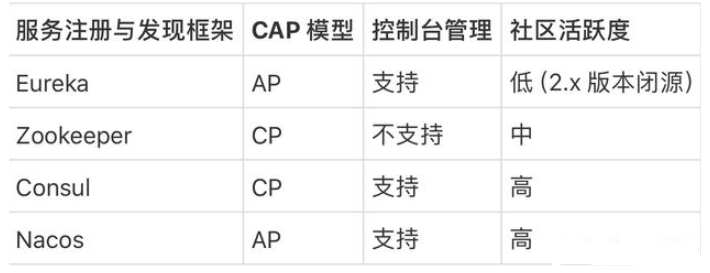 服务注册与发现框架 CAP 模型 控制台管理 社区活跃度
Eureka AP 支持 低 (2.x 版本闭源)
Zookeeper CP 不支持 中
Consul CP 支持 高
Nacos AP 支持 高